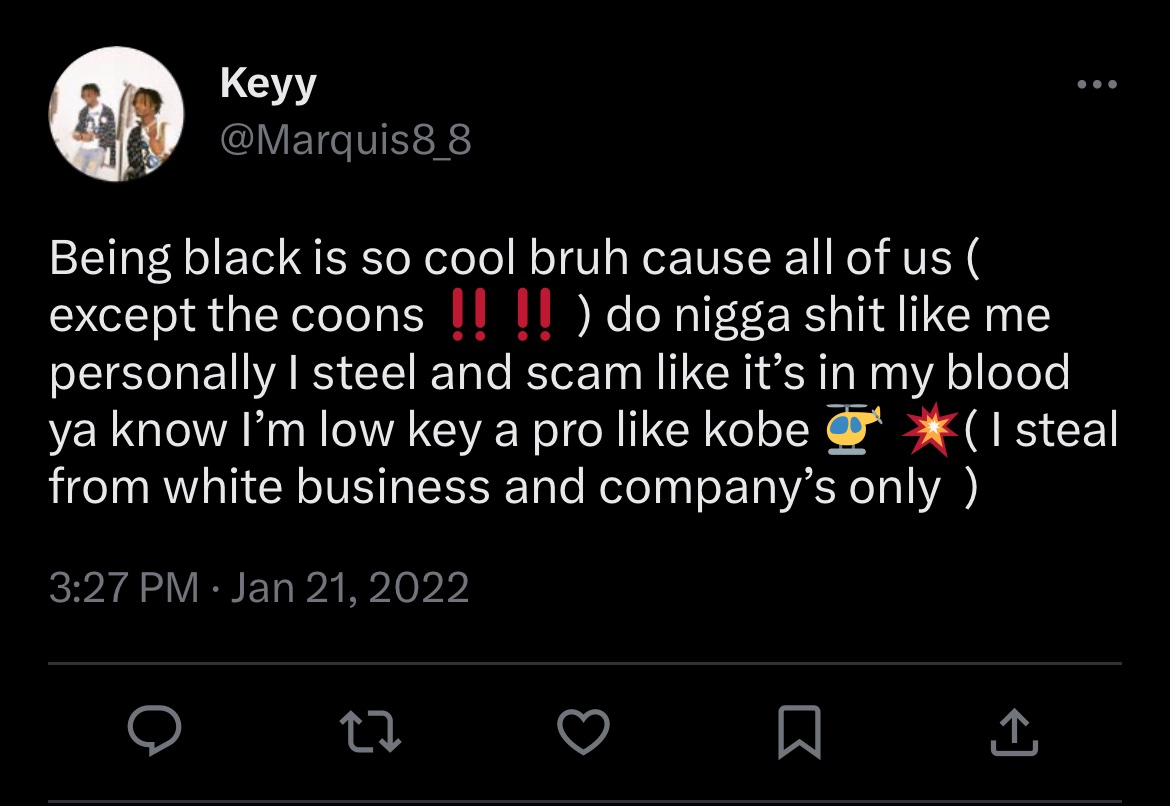 Keyy
@Marquis8_8
Being black is so cool bruh cause all of us (
except the coons ‼️ ‼️ ) do nigga shit like me
personally I steel and scam like it’s in my blood
ya know I’m low key a pro like kobe 🚁 💥( I steal
from white business and company’s only  )
3:27 PM · Jan 21, 2022